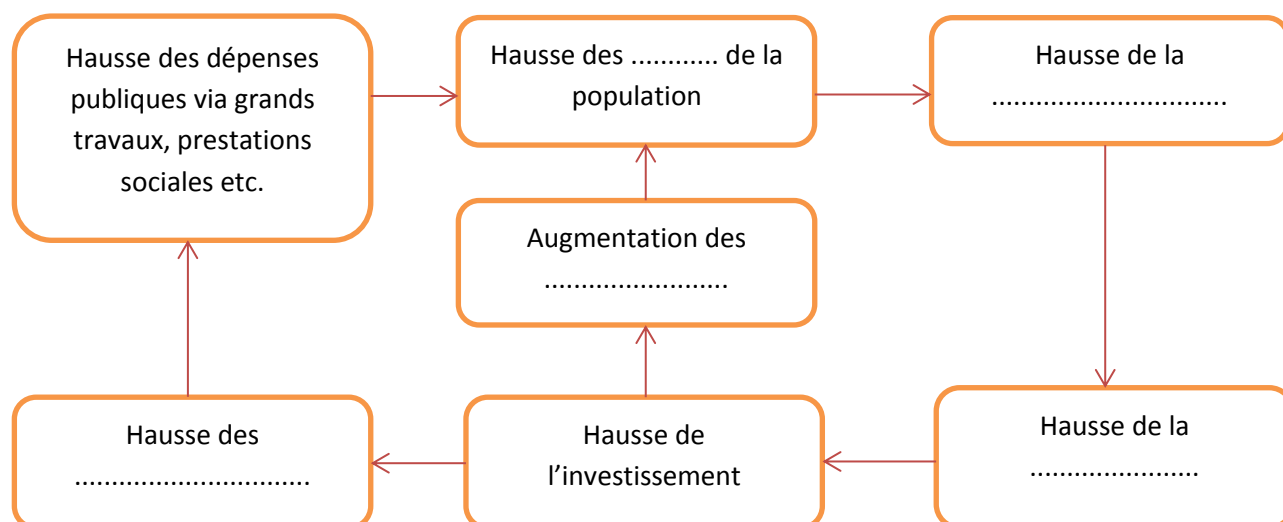 Hausse des dépenses
publiques via grands
travaux, prestations
sociales etc.
Hausse des ............ de la
population
Hausse de la
................................
Augmentation des
.........................
Hausse des
................................
Hausse de
l’investissement
Hausse de la
.......................